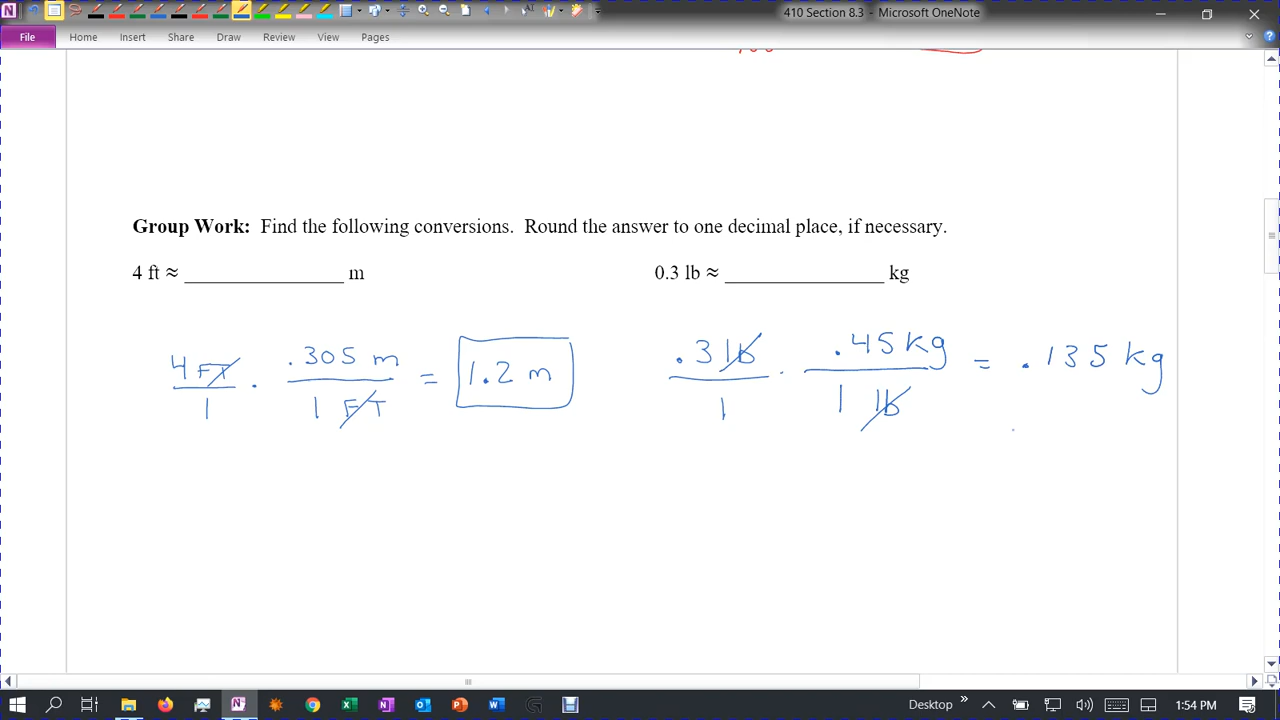 410 Section 8.3 - Microsoft OneNote
File Home Insert Share Draw Review View Pages
Group Work: Find the following conversions. Round the answer to one decimal place, if necessary.
4 ft ≈ ________________ m
0.3 lb ≈ ________________ kg
4 FT / 1 · .305 m / 1 FT = 1.2 m
.3 lb / 1 · .45 kg / 1 lb = .135 kg
Desktop
1:54 PM